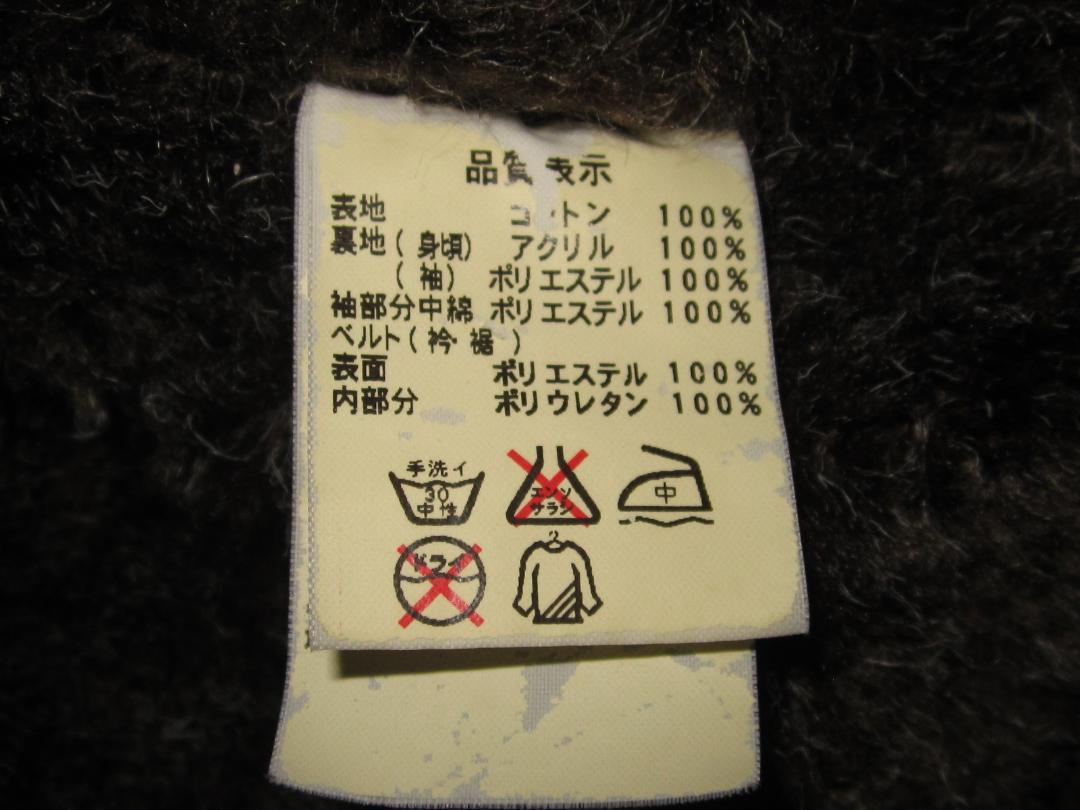 品質表示
表地 コットン 100%
裏地(身頃) アクリル 100%
(袖) ポリエステル 100%
袖部分中綿 ポリエステル 100%
ベルト(衿・裾)
表面 ポリエステル 100%
内部分 ポリウレタン 100%
手洗イ
30
中性
エンソ
サラシ
中
ドライ